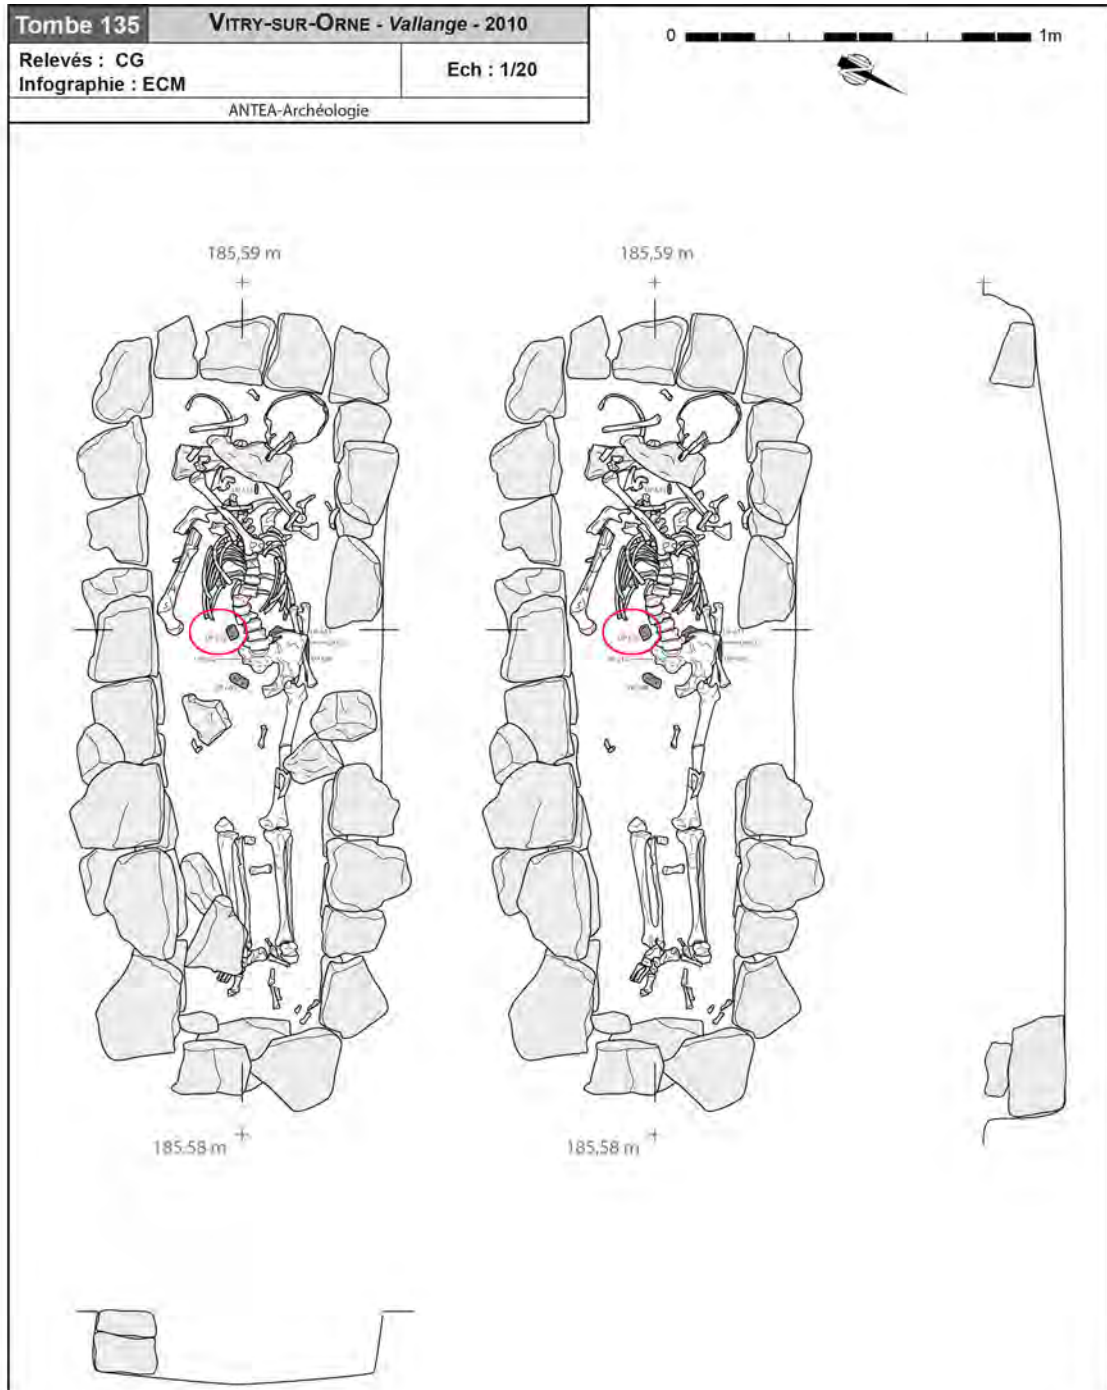 Tombe 135
VITRY-SUR-ORNE - Vallange - 2010
Relevés : CG
Infographie : ECM
Ech : 1/20
ANTEA-Archéologie
0 1m
185,59 m
185,59 m
185,58 m
185,58 m